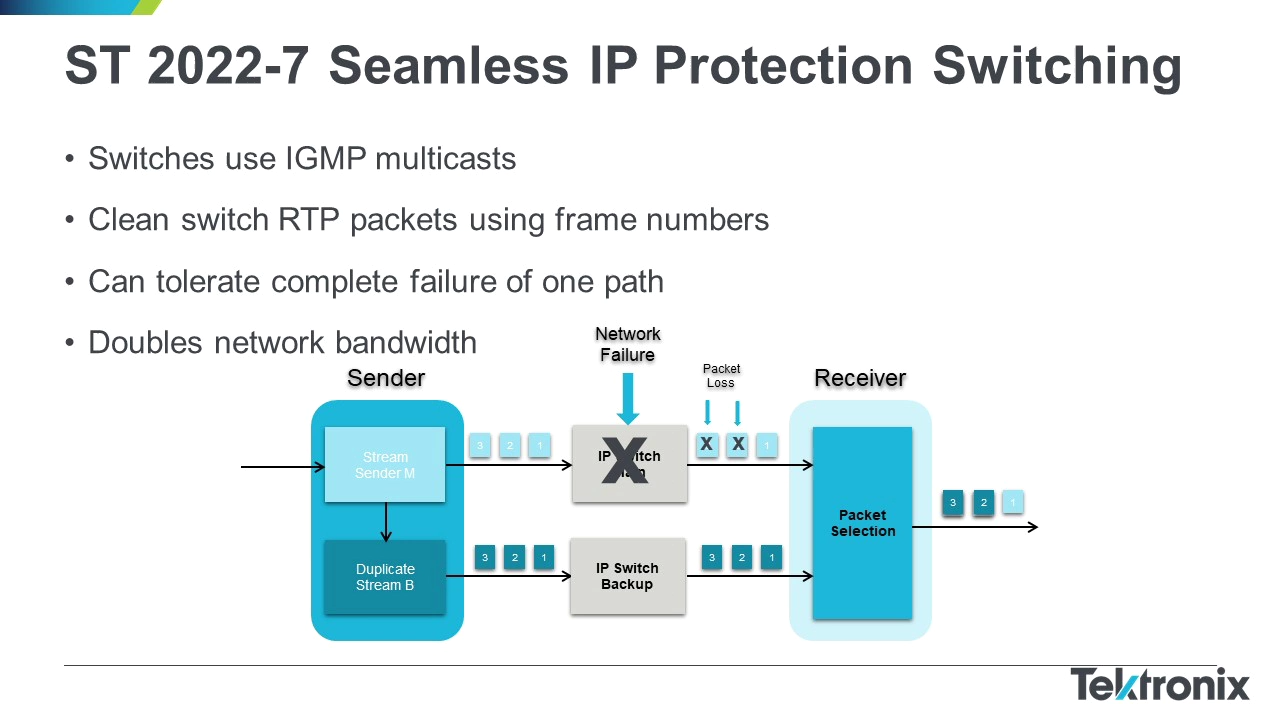 ST 2022-7 Seamless IP Protection Switching
• Switches use IGMP multicasts
• Clean switch RTP packets using frame numbers
• Can tolerate complete failure of one path
• Doubles network bandwidth
Network
Failure
Packet
Loss
Sender
Receiver
Stream
Sender M
3 2 1
IP Switch
Main
X
X X 1
Packet
Selection
3 2 1
Duplicate
Stream B
3 2 1
IP Switch
Backup
3 2 1
Tektronix